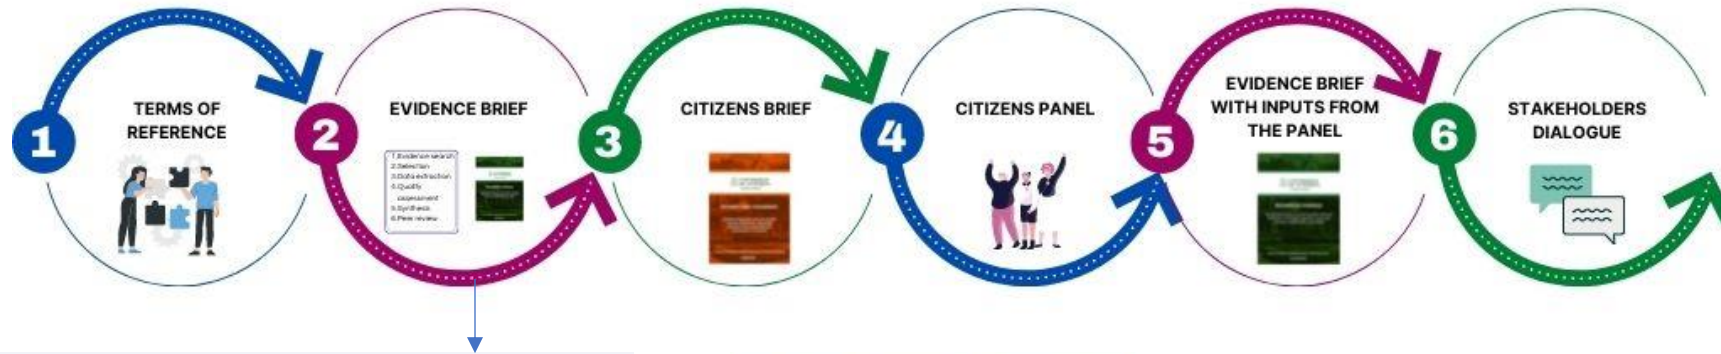 1
TERMS OF
REFERENCE
2
EVIDENCE BRIEF
1.Evidence search
2.Selection
3.Data extraction
4.Quality
assessment
5.Synthesis
6.Peer review
3
CITIZENS BRIEF
4
CITIZENS PANEL
5
EVIDENCE BRIEF
WITH INPUTS FROM
THE PANEL
6
STAKEHOLDERS
DIALOGUE